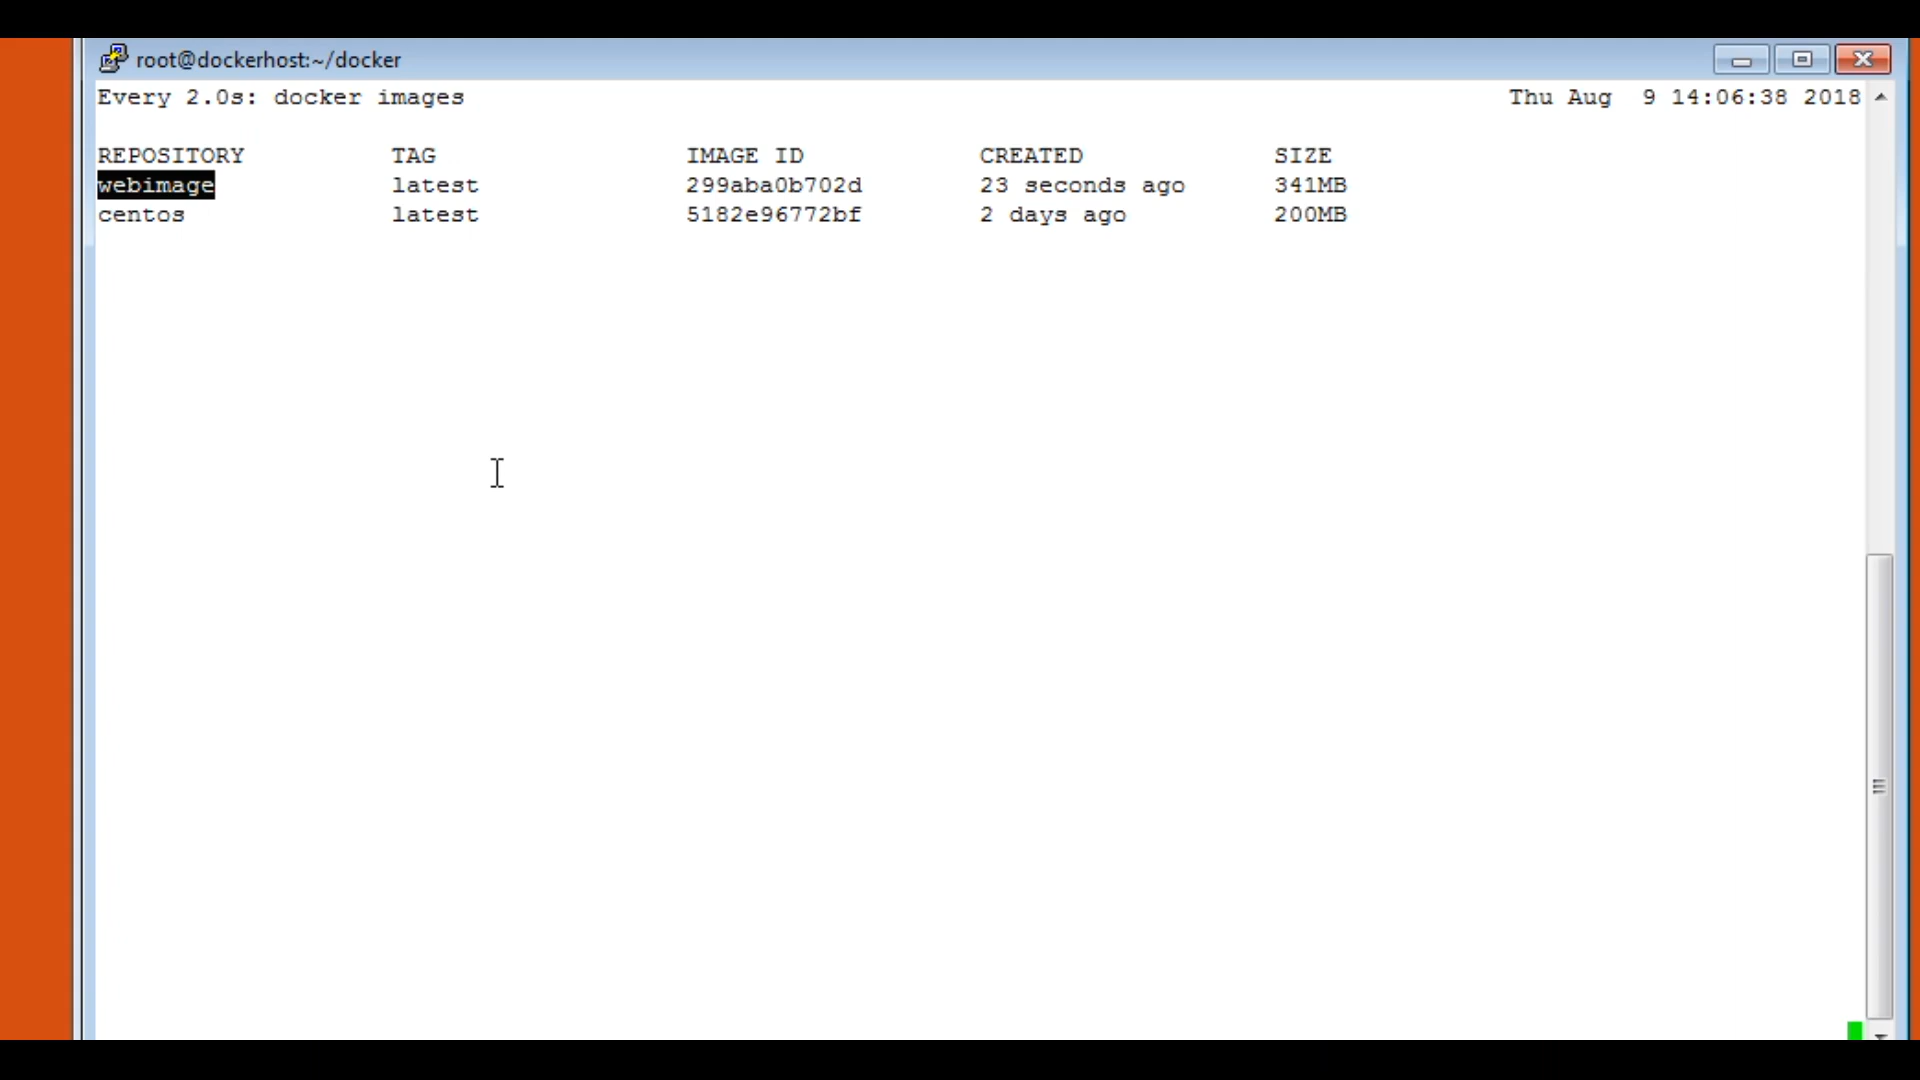 root@dockerhost:~/docker
Every 2.0s: docker images Thu Aug  9 14:06:38 2018
REPOSITORY TAG IMAGE ID CREATED SIZE
webimage latest 299aba0b702d 23 seconds ago 341MB
centos latest 5182e96772bf 2 days ago 200MB